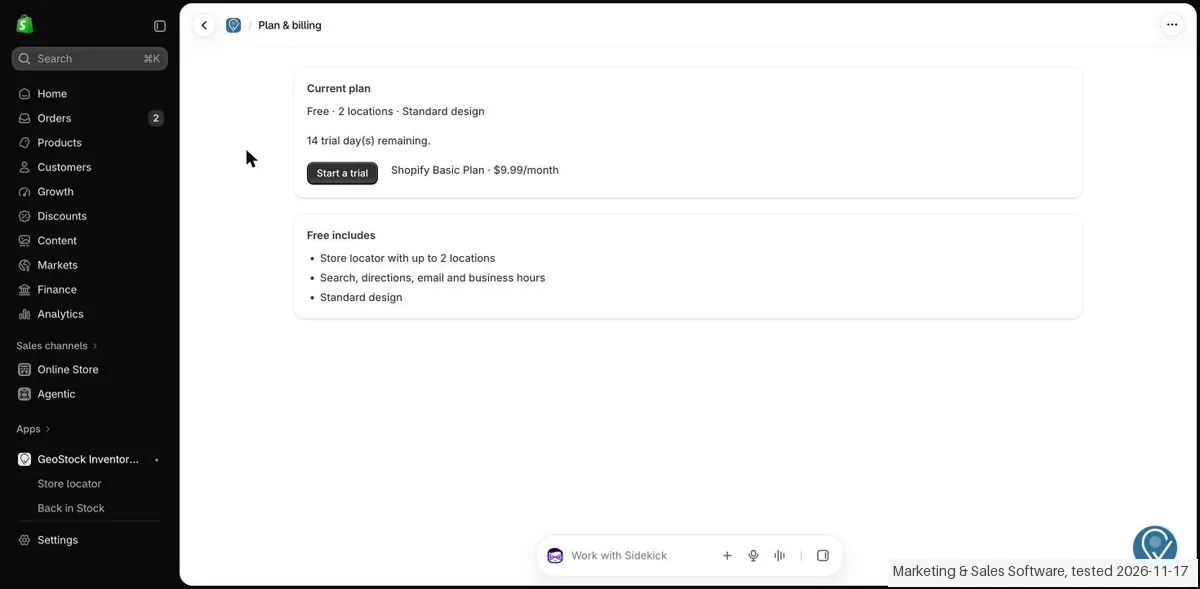 Search ⌘K
Home
Orders 2
Products
Customers
Growth
Discounts
Content
Markets
Finance
Analytics
Sales channels
Online Store
Agentic
Apps
GeoStock Inventor...
Store locator
Back in Stock
Settings
/ Plan & billing
Current plan
Free · 2 locations · Standard design
14 trial day(s) remaining.
Start a trial Shopify Basic Plan · $9.99/month
Free includes
• Store locator with up to 2 locations
• Search, directions, email and business hours
• Standard design
Work with Sidekick
Marketing & Sales Software, tested 2026-11-17